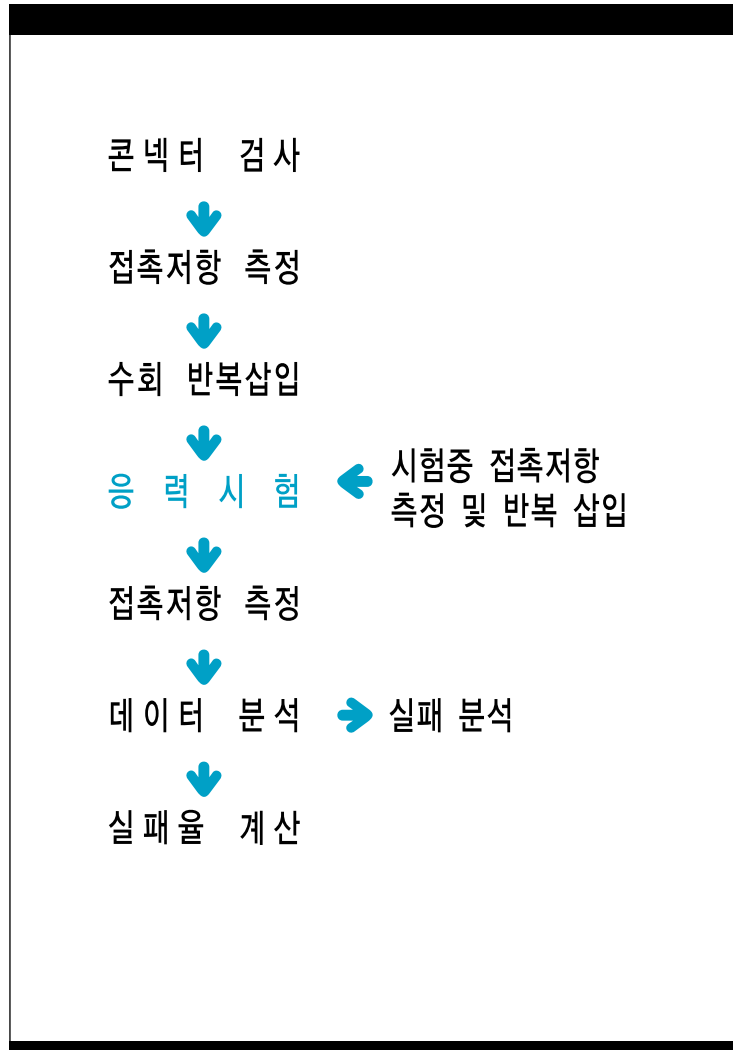 콘넥터 검사
접촉저항 측정
수회 반복삽입
응력시험
시험중 접촉저항
측정 및 반복 삽입
접촉저항 측정
데이터 분석
실패 분석
실패율 계산